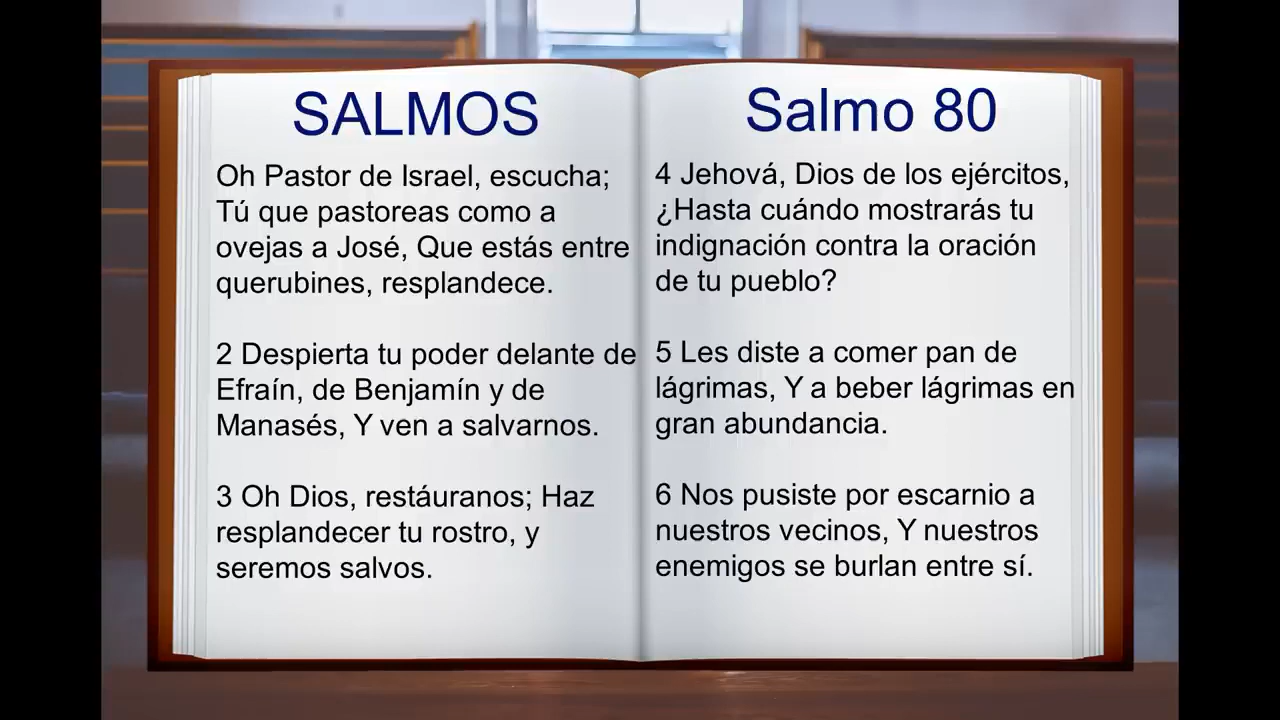 SALMOS
Oh Pastor de Israel, escucha;
Tú que pastoreas como a
ovejas a José, Que estás entre
querubines, resplandece.
2 Despierta tu poder delante de
Efraín, de Benjamín y de
Manasés, Y ven a salvarnos.
3 Oh Dios, restáuranos; Haz
resplandecer tu rostro, y
seremos salvos.
Salmo 80
4 Jehová, Dios de los ejércitos,
¿Hasta cuándo mostrarás tu
indignación contra la oración
de tu pueblo?
5 Les diste a comer pan de
lágrimas, Y a beber lágrimas en
gran abundancia.
6 Nos pusiste por escarnio a
nuestros vecinos, Y nuestros
enemigos se burlan entre sí.